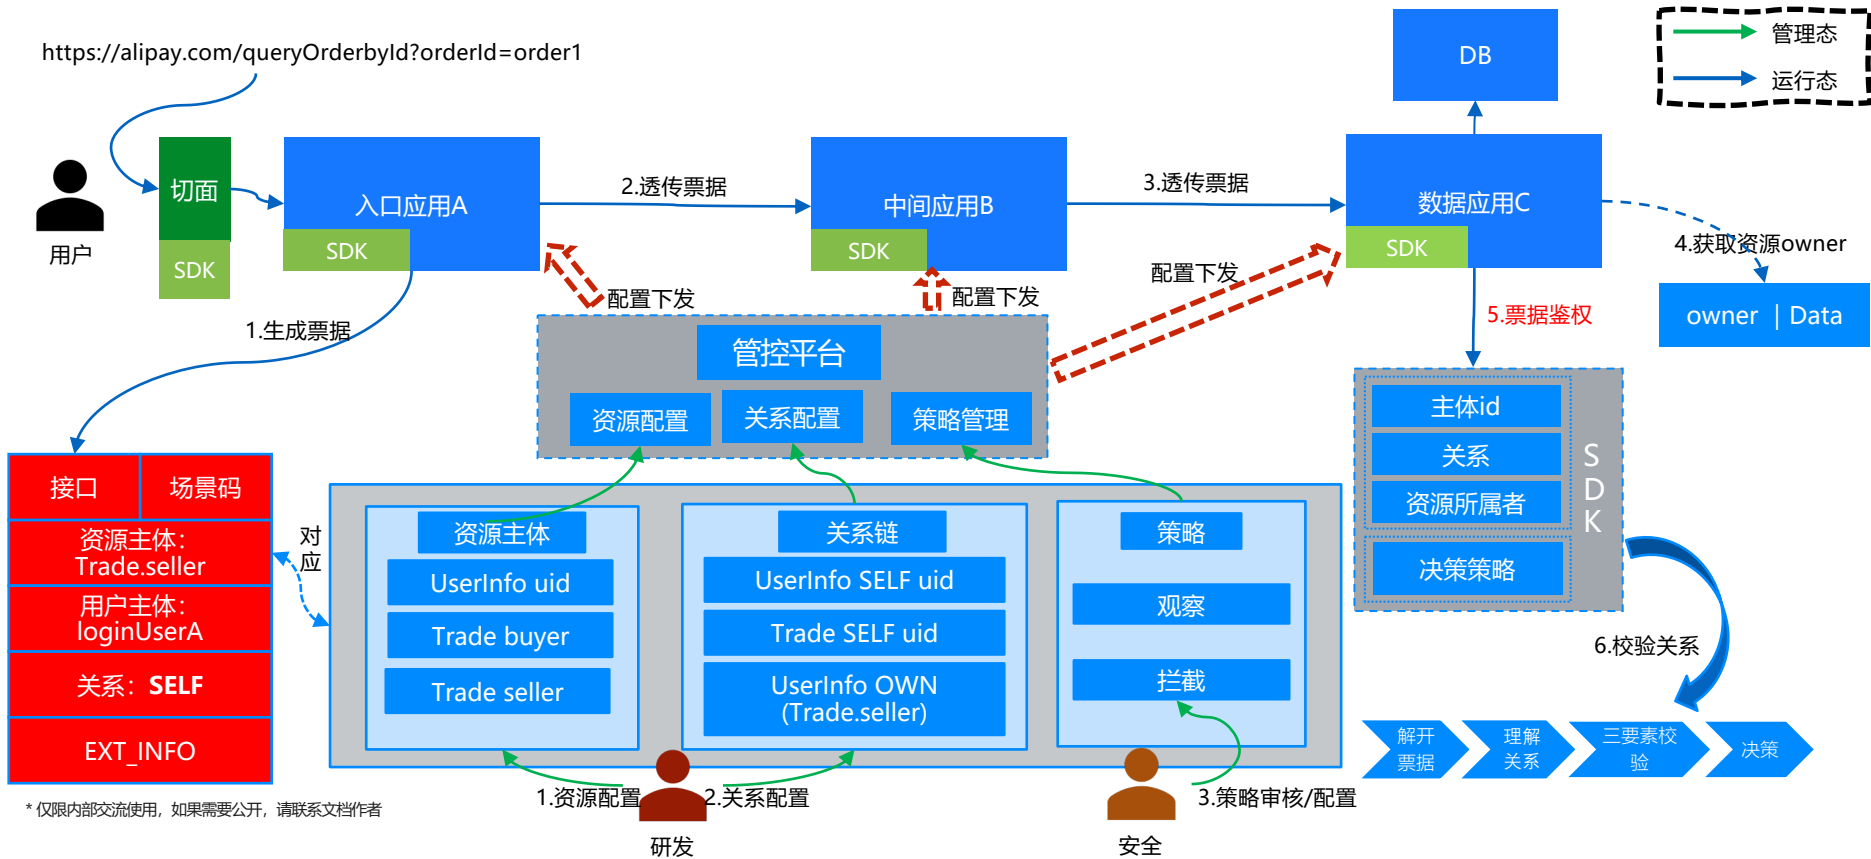 https://alipay.com/queryOrderbyId?orderId=order1
DB
管理态
运行态
切面
SDK
用户
入口应用A
SDK
2.透传票据
中间应用B
SDK
3.透传票据
数据应用C
SDK
4.获取资源owner
owner | Data
配置下发
配置下发
配置下发
1.生成票据
5.票据鉴权
管控平台
资源配置
关系配置
策略管理
主体id
关系
资源所属者
决策策略
S
D
K
接口
场景码
资源主体：
Trade.seller
用户主体：
loginUserA
关系：SELF
EXT_INFO
对
应
资源主体
UserInfo uid
Trade buyer
Trade seller
关系链
UserInfo SELF uid
Trade SELF uid
UserInfo OWN
(Trade.seller)
策略
观察
拦截
6.校验关系
解开
票据
理解
关系
三要素校
验
决策
1.资源配置
2.关系配置
3.策略审核/配置
研发
安全
* 仅限内部交流使用，如果需要公开，请联系文档作者